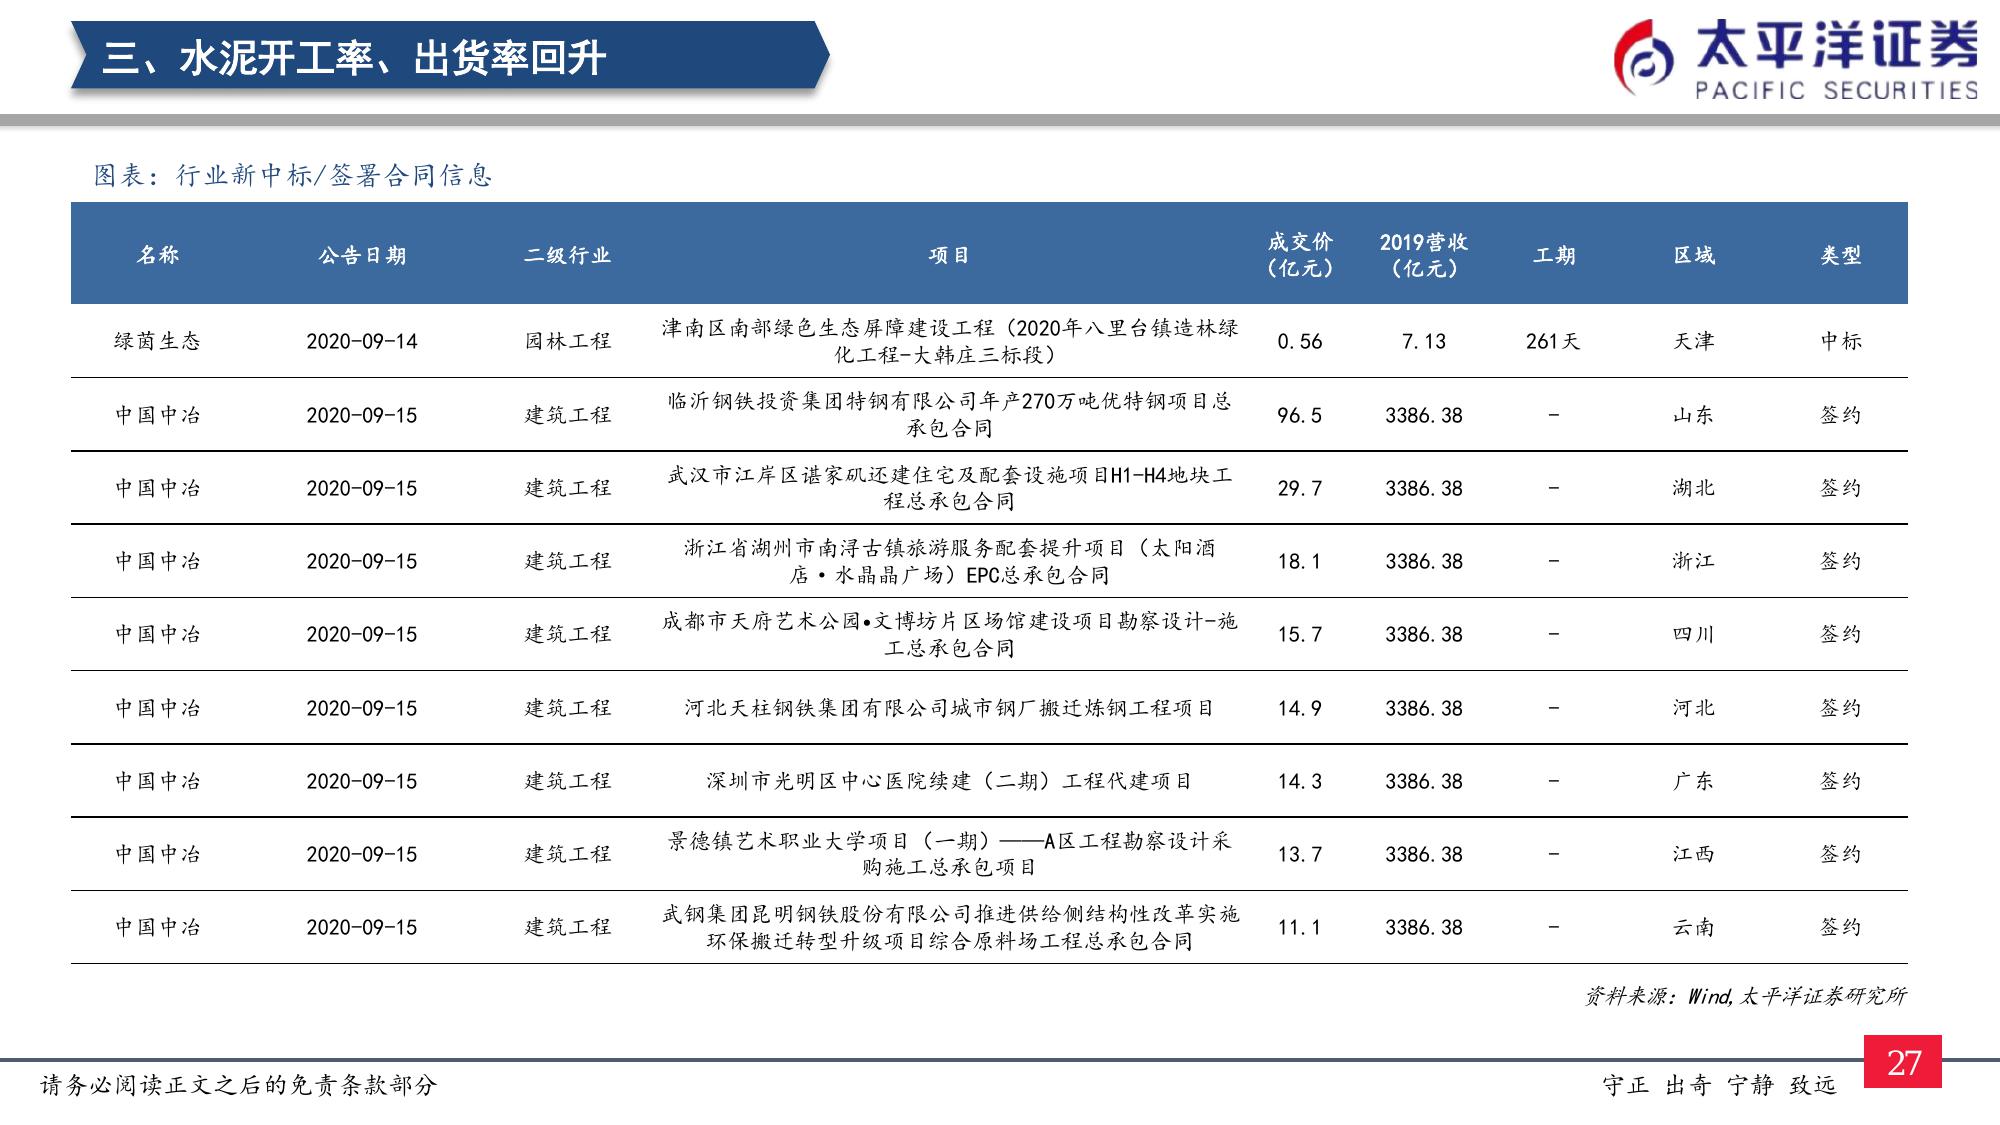 三、水泥开工率、出货率回升
太平洋证券
PACIFIC SECURITIES
图表：行业新中标/签署合同信息
名称 公告日期 二级行业 项目 成交价（亿元） 2019营收（亿元） 工期 区域 类型
绿茵生态 2020-09-14 园林工程 津南区南部绿色生态屏障建设工程（2020年八里台镇造林绿
化工程-大韩庄三标段） 0.56 7.13 261天 天津 中标
中国中冶 2020-09-15 建筑工程 临沂钢铁投资集团特钢有限公司年产270万吨优特钢项目总
承包合同 96.5 3386.38 - 山东 签约
中国中冶 2020-09-15 建筑工程 武汉市江岸区谌家矶还建住宅及配套设施项目H1-H4地块工
程总承包合同 29.7 3386.38 - 湖北 签约
中国中冶 2020-09-15 建筑工程 浙江省湖州市南浔古镇旅游服务配套提升项目（太阳酒
店·水晶晶广场）EPC总承包合同 18.1 3386.38 - 浙江 签约
中国中冶 2020-09-15 建筑工程 成都市天府艺术公园•文博坊片区场馆建设项目勘察设计-施
工总承包合同 15.7 3386.38 - 四川 签约
中国中冶 2020-09-15 建筑工程 河北天柱钢铁集团有限公司城市钢厂搬迁炼钢工程项目 14.9 3386.38 - 河北 签约
中国中冶 2020-09-15 建筑工程 深圳市光明区中心医院续建（二期）工程代建项目 14.3 3386.38 - 广东 签约
中国中冶 2020-09-15 建筑工程 景德镇艺术职业大学项目（一期）——A区工程勘察设计采
购施工总承包项目 13.7 3386.38 - 江西 签约
中国中冶 2020-09-15 建筑工程 武钢集团昆明钢铁股份有限公司推进供给侧结构性改革实施
环保搬迁转型升级项目综合原料场工程总承包合同 11.1 3386.38 - 云南 签约
资料来源：Wind,太平洋证券研究所
请务必阅读正文之后的免责条款部分
守正 出奇 宁静 致远
27